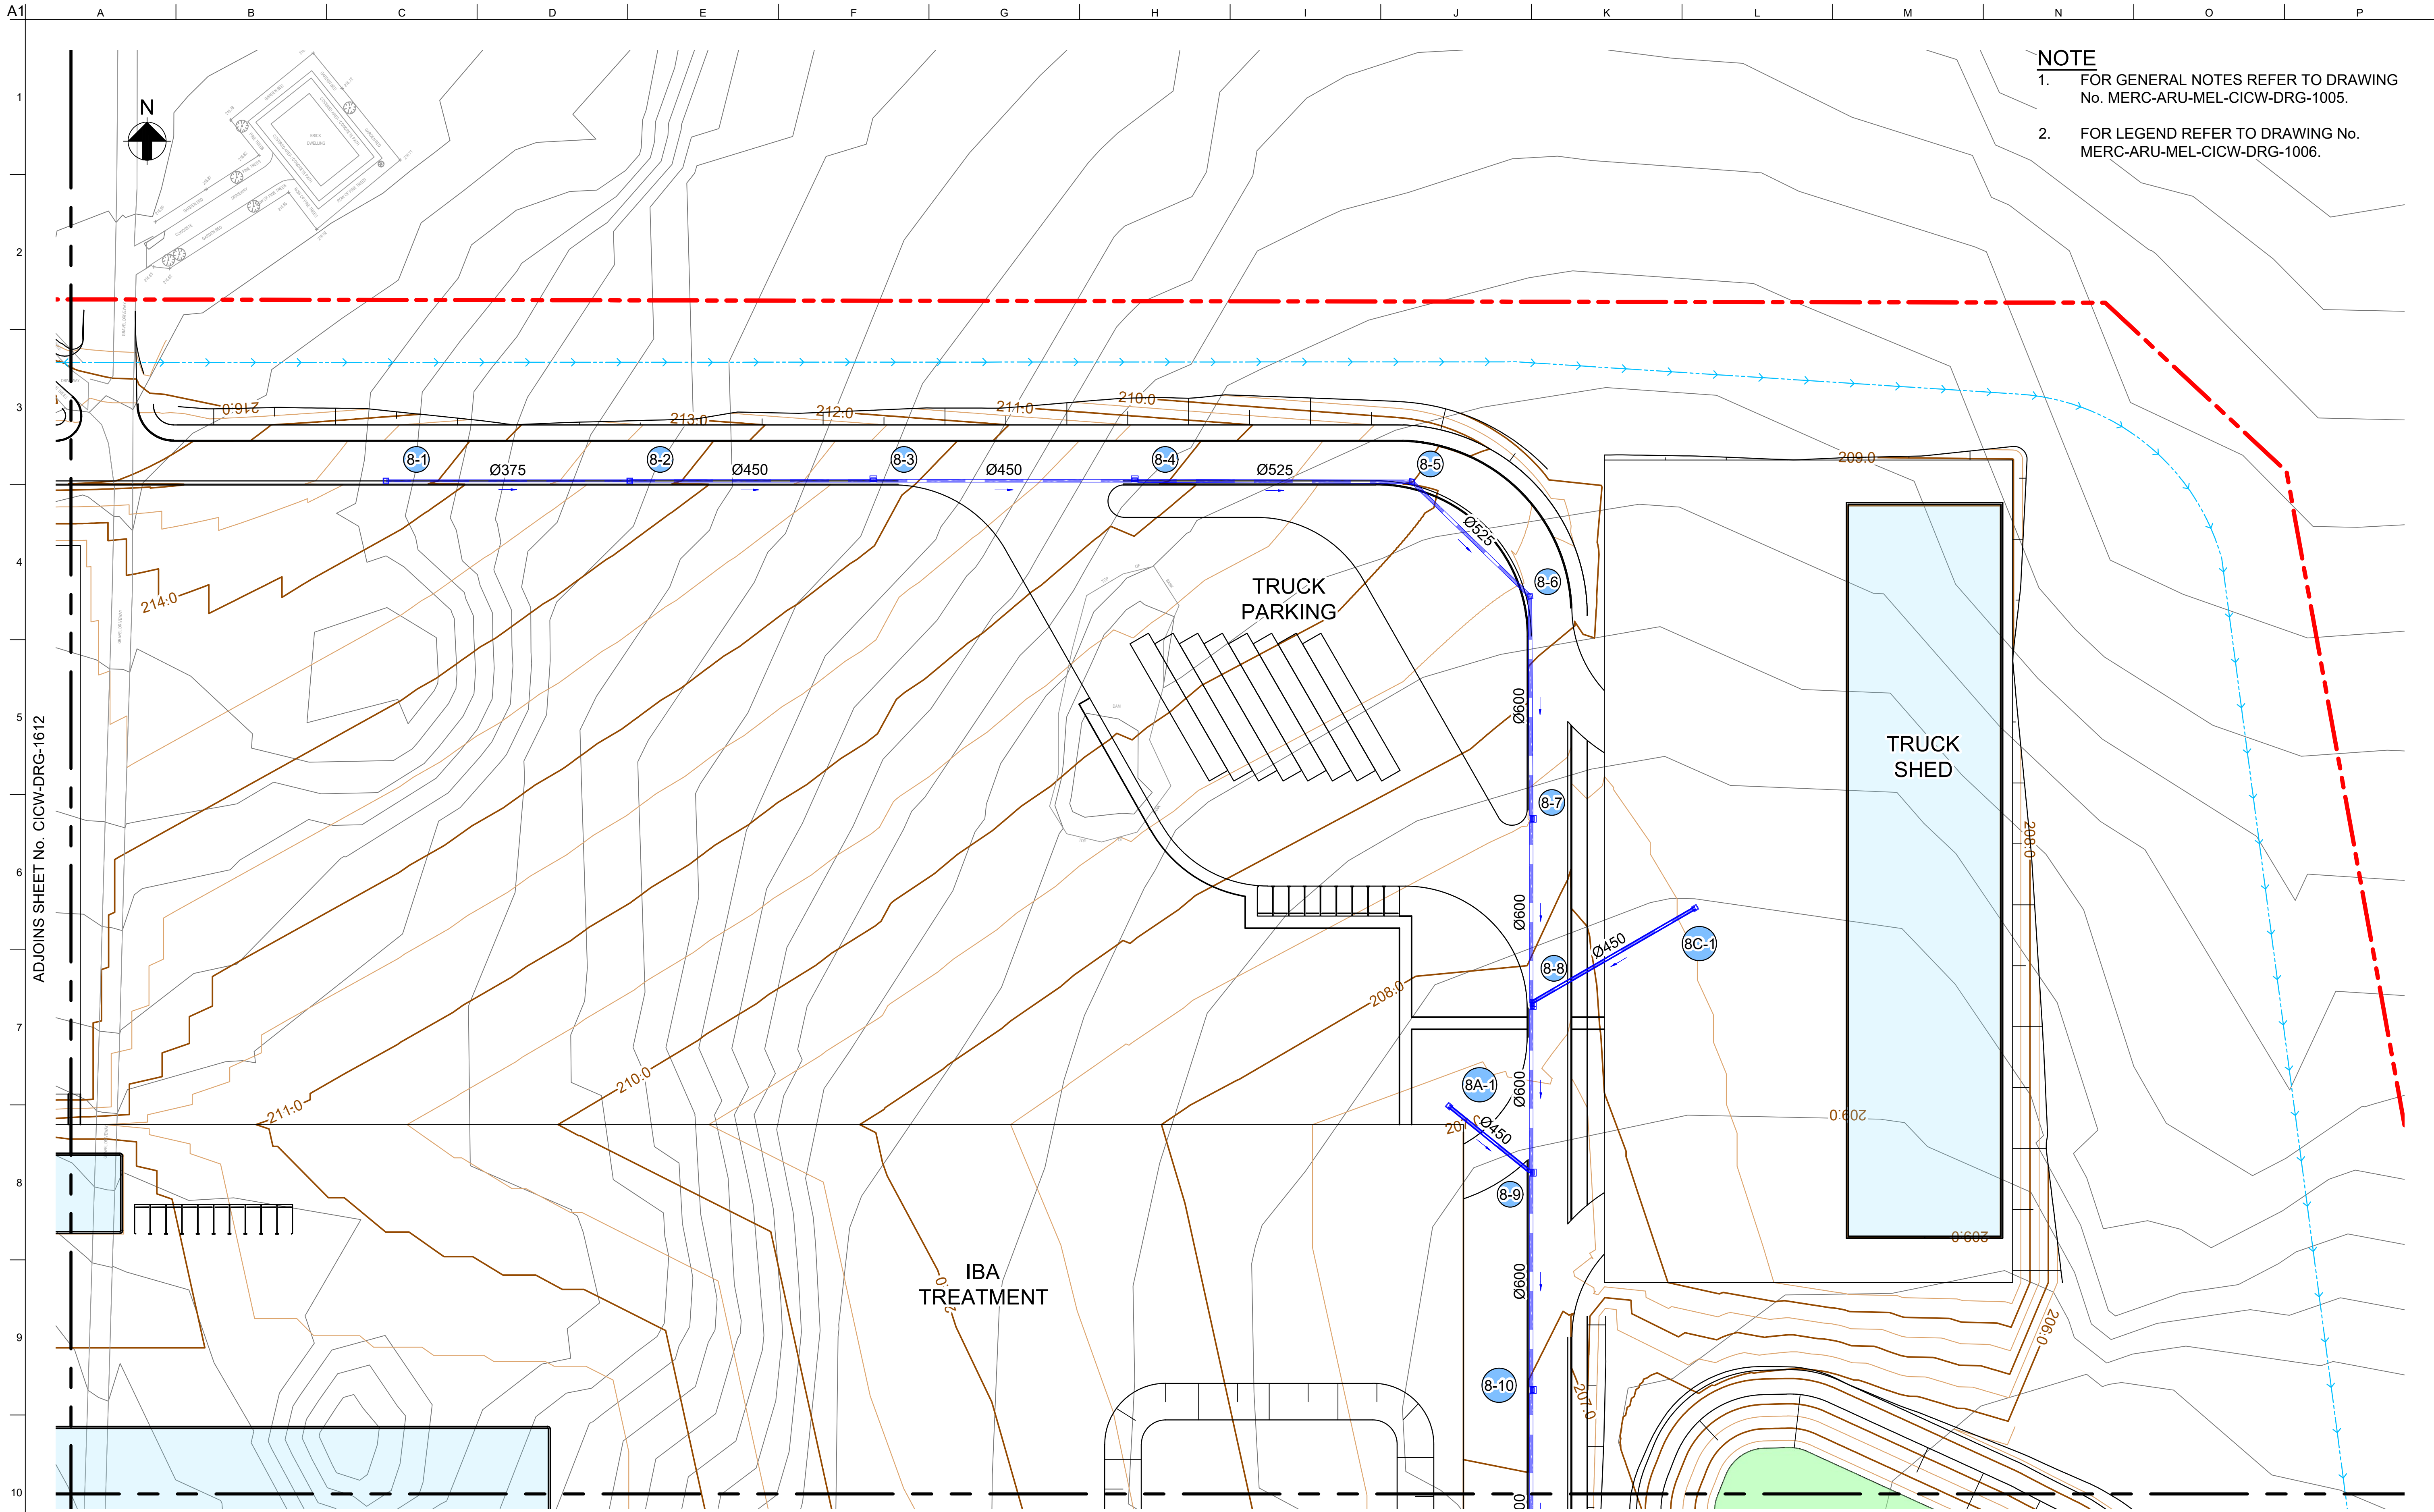 A1
A B C D E F G H I J K L M N O P
NOTE
1. FOR GENERAL NOTES REFER TO DRAWING
No. MERC-ARU-MEL-CICW-DRG-1005.
2. FOR LEGEND REFER TO DRAWING No.
MERC-ARU-MEL-CICW-DRG-1006.
1
N
BRICK
DWELLING
2
3
216.0
213.0
212.0
211.0
210.0
209.0
8-1
8-2
8-3
8-4
8-5
Ø375
Ø450
Ø450
Ø525
Ø525
4
214.0
TRUCK
PARKING
8-6
5
Ø600
TRUCK
SHED
ADJOINS SHEET No. CICW-DRG-1612
8-7
208.0
6
Ø600
Ø450
8C-1
8-8
208.0
7
210.0
211.0
8A-1
Ø600
209.0
Ø450
8
8-9
209.0
IBA
TREATMENT
Ø600
9
206.0
8-10
207.0
10